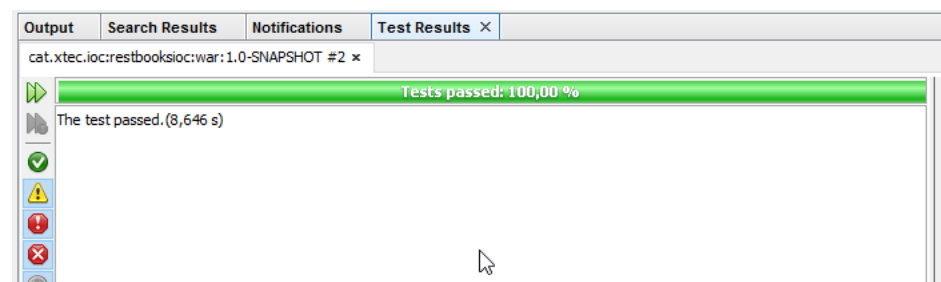 Output Search Results Notifications Test Results
cat.xtec.ioc:restbooksioc:war:1.0-SNAPSHOT #2
Tests passed: 100,00 %
The test passed.(8,646 s)